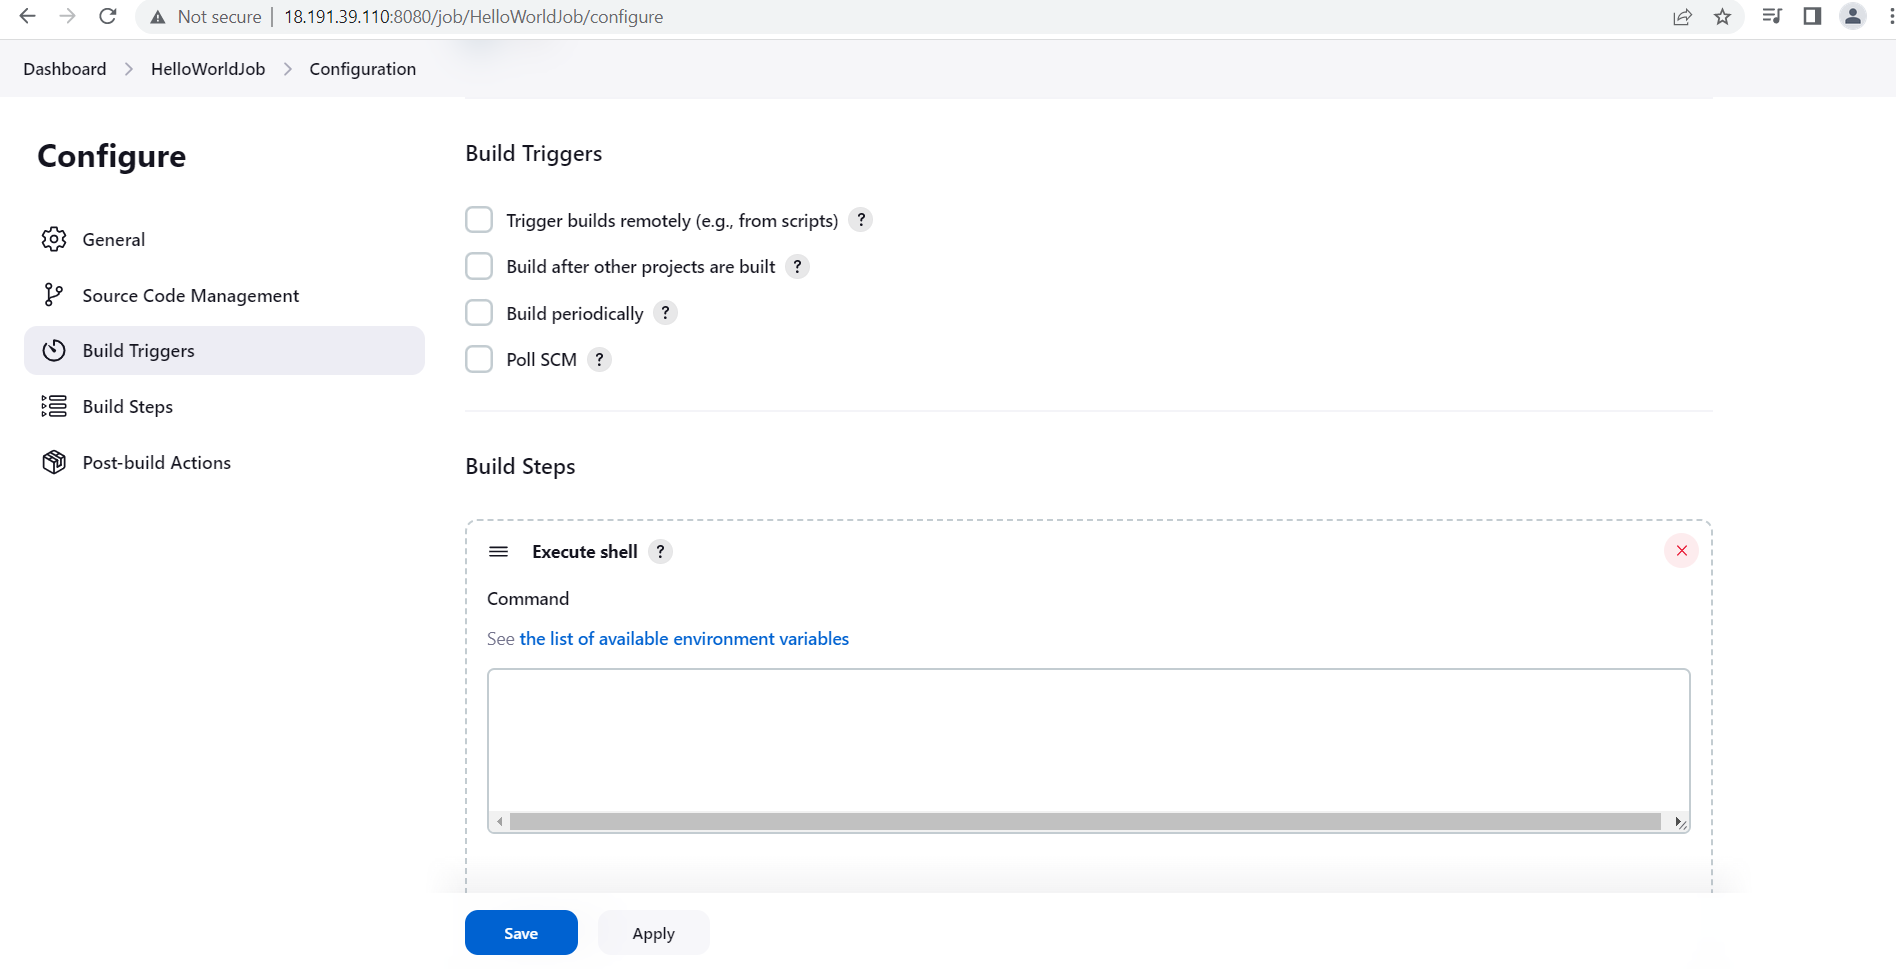 Not secure | 18.191.39.110:8080/job/HelloWorldJob/configure
Dashboard > HelloWorldJob > Configuration
Configure
General
Source Code Management
Build Triggers
Build Steps
Post-build Actions
Build Triggers
Trigger builds remotely (e.g., from scripts) ?
Build after other projects are built ?
Build periodically ?
Poll SCM ?
Build Steps
Execute shell ?
Command
See the list of available environment variables
Save
Apply